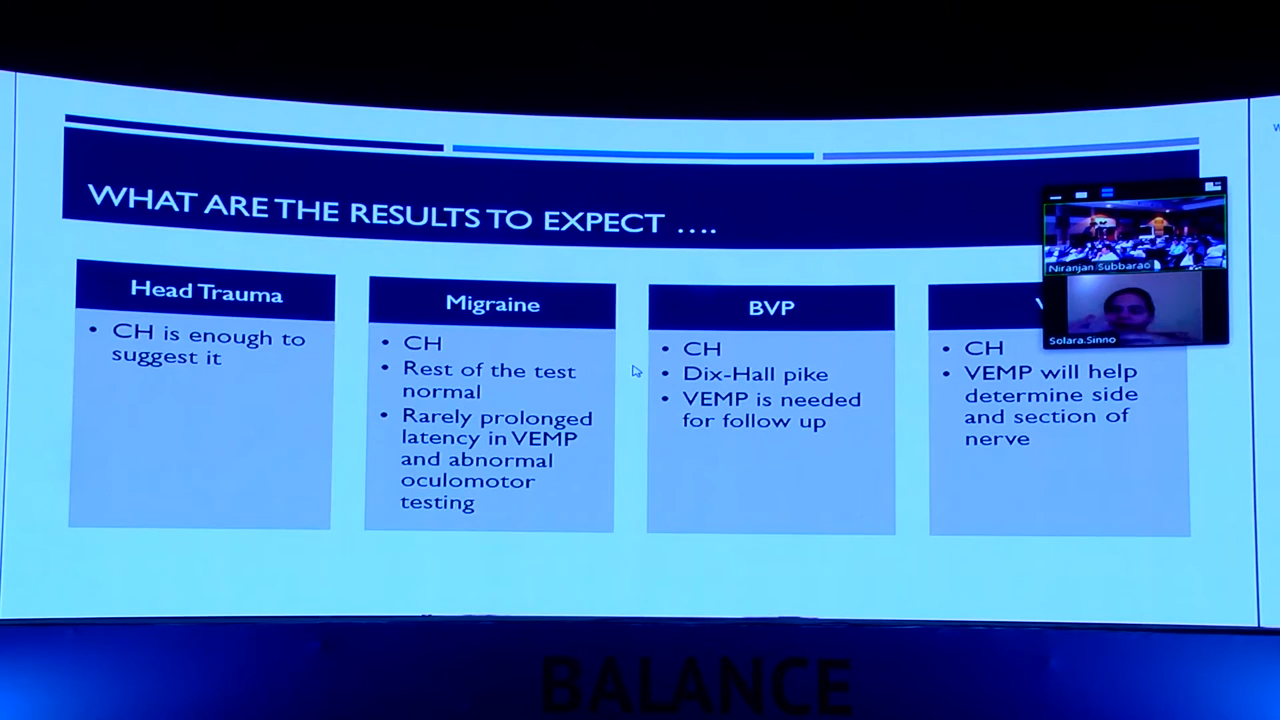 WHAT ARE THE RESULTS TO EXPECT ....
Niranjan Subbarao
Solara.Sinno
Head Trauma
• CH is enough to
suggest it
Migraine
• CH
• Rest of the test
normal
• Rarely prolonged
latency in VEMP
and abnormal
oculomotor
testing
BVP
• CH
• Dix-Hall pike
• VEMP is needed
for follow up
• CH
• VEMP will help
determine side
and section of
nerve
BALANCE